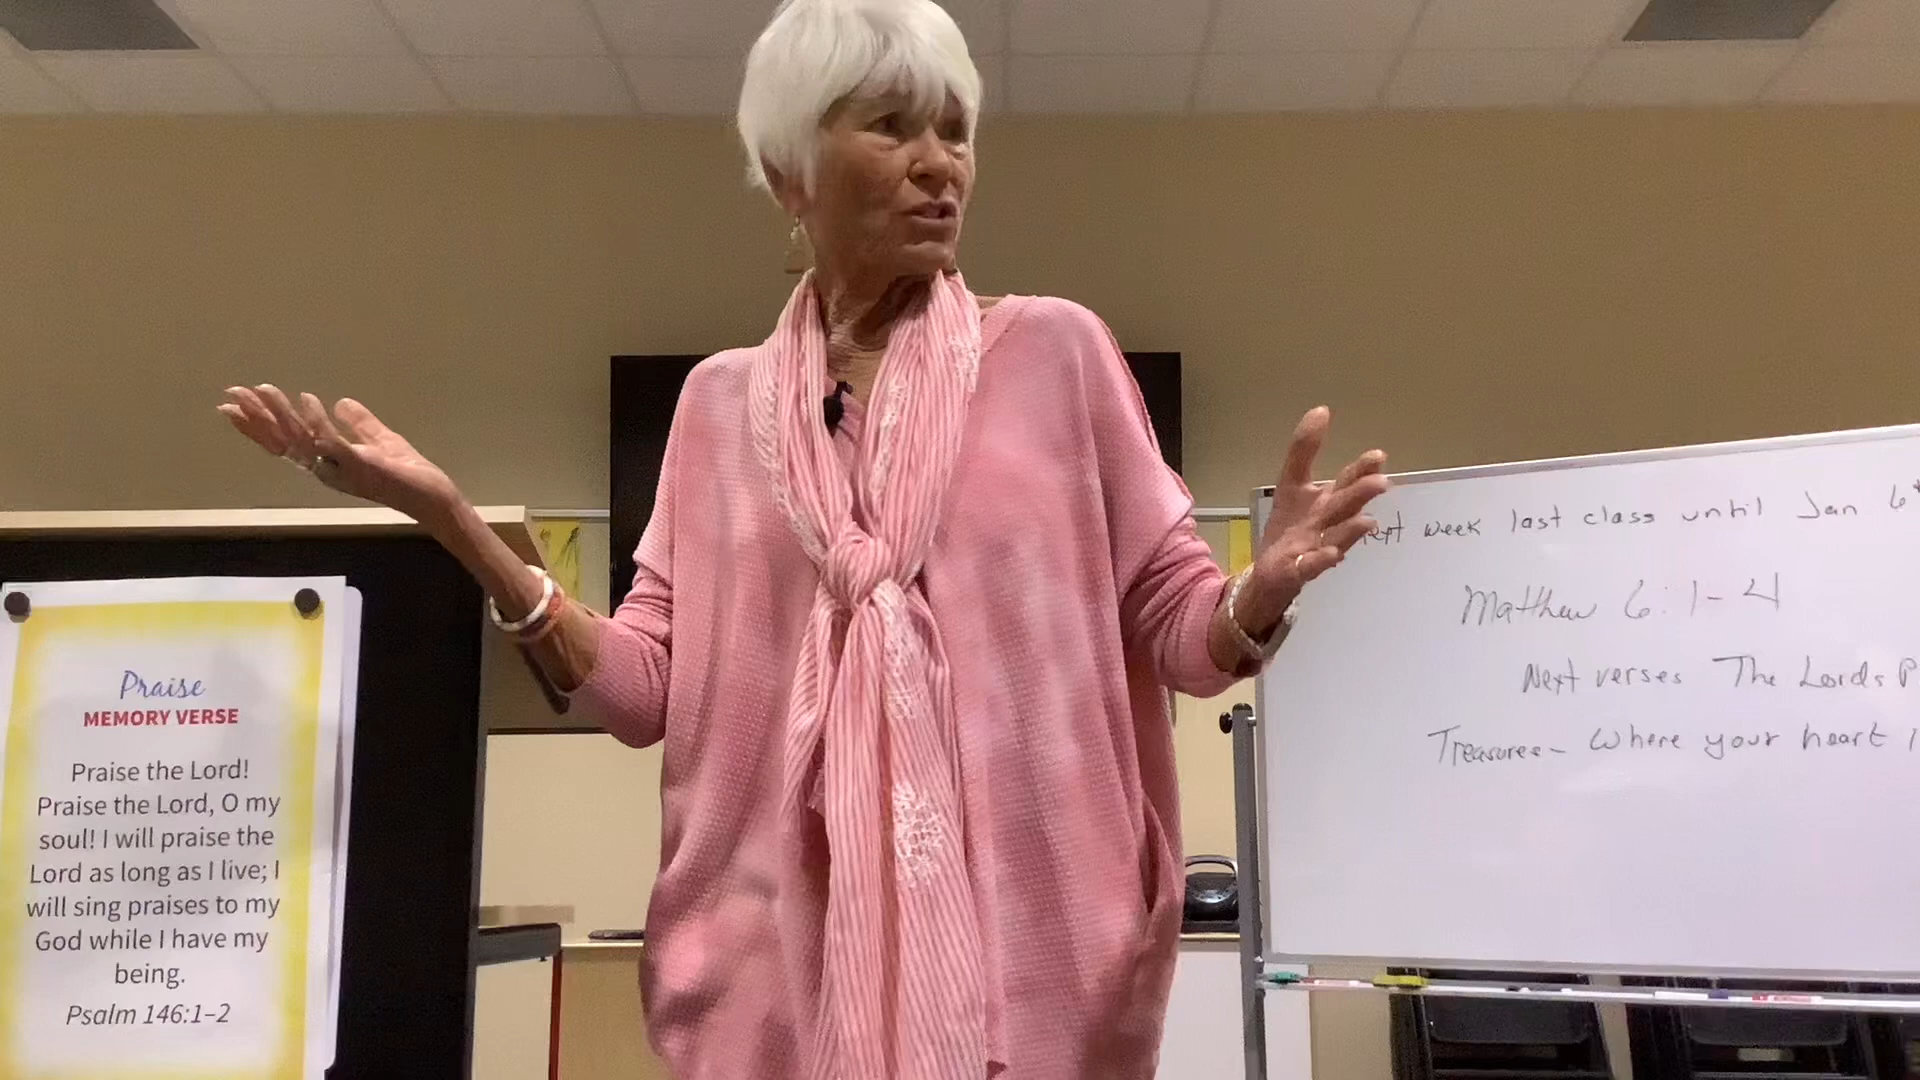 Praise
MEMORY VERSE
Praise the Lord!
Praise the Lord, O my
soul! I will praise the
Lord as long as I live; I
will sing praises to my
God while I have my
being.
Psalm 146:1–2
week last class until Jan 6
Matthew 6:1-4
Next verses The Lords P
Treasures- Where your heart